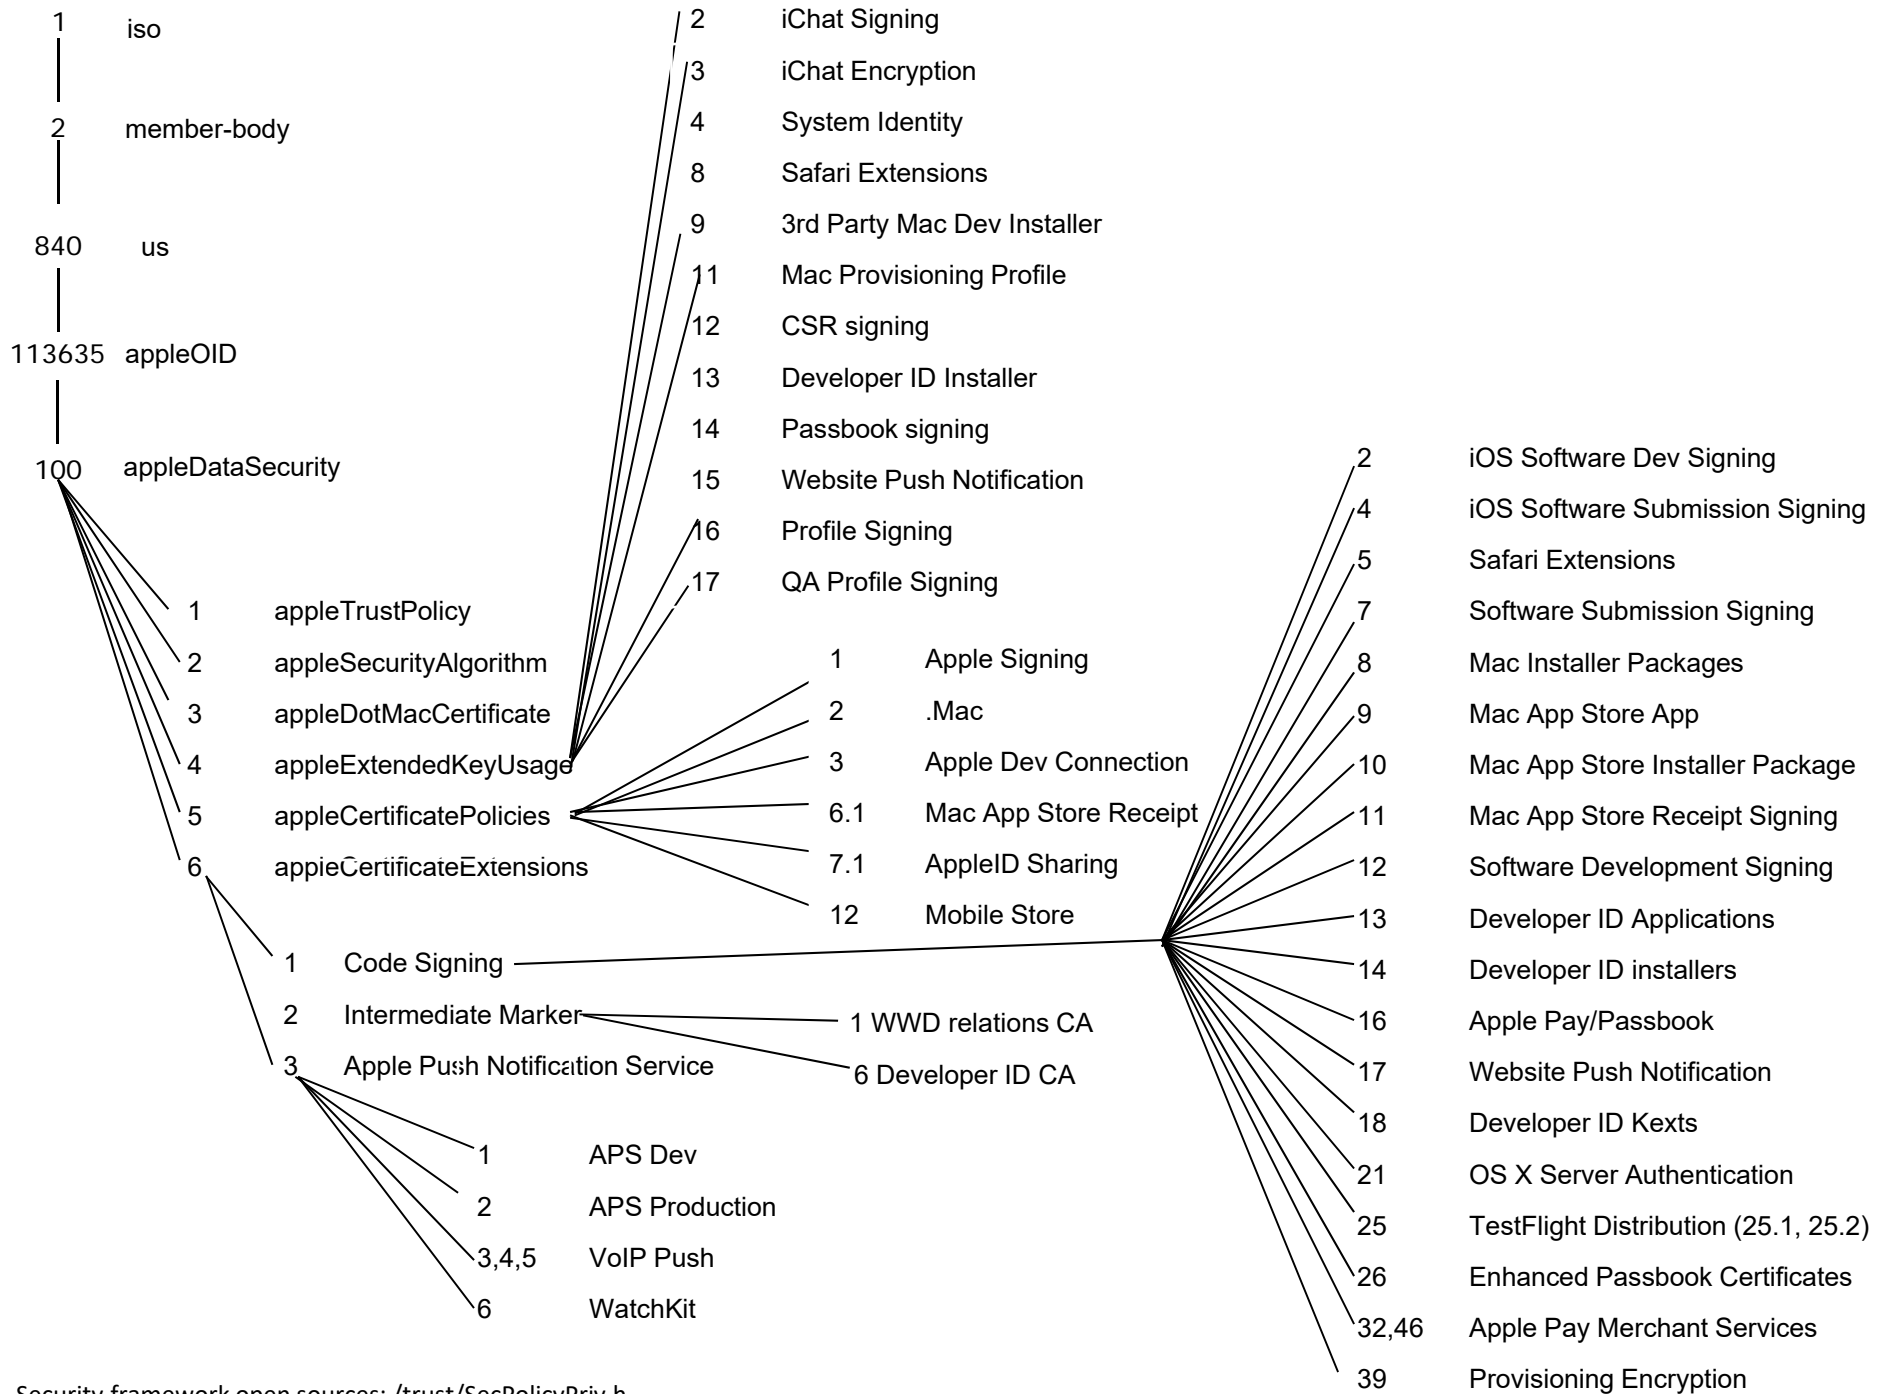 1 iso
2 member-body
840 us
113635 appleOID
100 appleDataSecurity
1 appleTrustPolicy
2 appleSecurityAlgorithm
3 appleDotMacCertificate
4 appleExtendedKeyUsage
5 appleCertificatePolicies
6 appleCertificateExtensions
2 iChat Signing
3 iChat Encryption
4 System Identity
8 Safari Extensions
9 3rd Party Mac Dev Installer
11 Mac Provisioning Profile
12 CSR signing
13 Developer ID Installer
14 Passbook signing
15 Website Push Notification
16 Profile Signing
17 QA Profile Signing
1 Apple Signing
2 .Mac
3 Apple Dev Connection
6.1 Mac App Store Receipt
7.1 AppleID Sharing
12 Mobile Store
1 Code Signing
2 Intermediate Marker
3 Apple Push Notification Service
1 WWD relations CA
6 Developer ID CA
1 APS Dev
2 APS Production
3,4,5 VoIP Push
6 WatchKit
2 iOS Software Dev Signing
4 iOS Software Submission Signing
5 Safari Extensions
7 Software Submission Signing
8 Mac Installer Packages
9 Mac App Store App
10 Mac App Store Installer Package
11 Mac App Store Receipt Signing
12 Software Development Signing
13 Developer ID Applications
14 Developer ID installers
16 Apple Pay/Passbook
17 Website Push Notification
18 Developer ID Kexts
21 OS X Server Authentication
25 TestFlight Distribution (25.1, 25.2)
26 Enhanced Passbook Certificates
32,46 Apple Pay Merchant Services
39 Provisioning Encryption
Security framework open sources: /trust/SecPolicyPriv.h